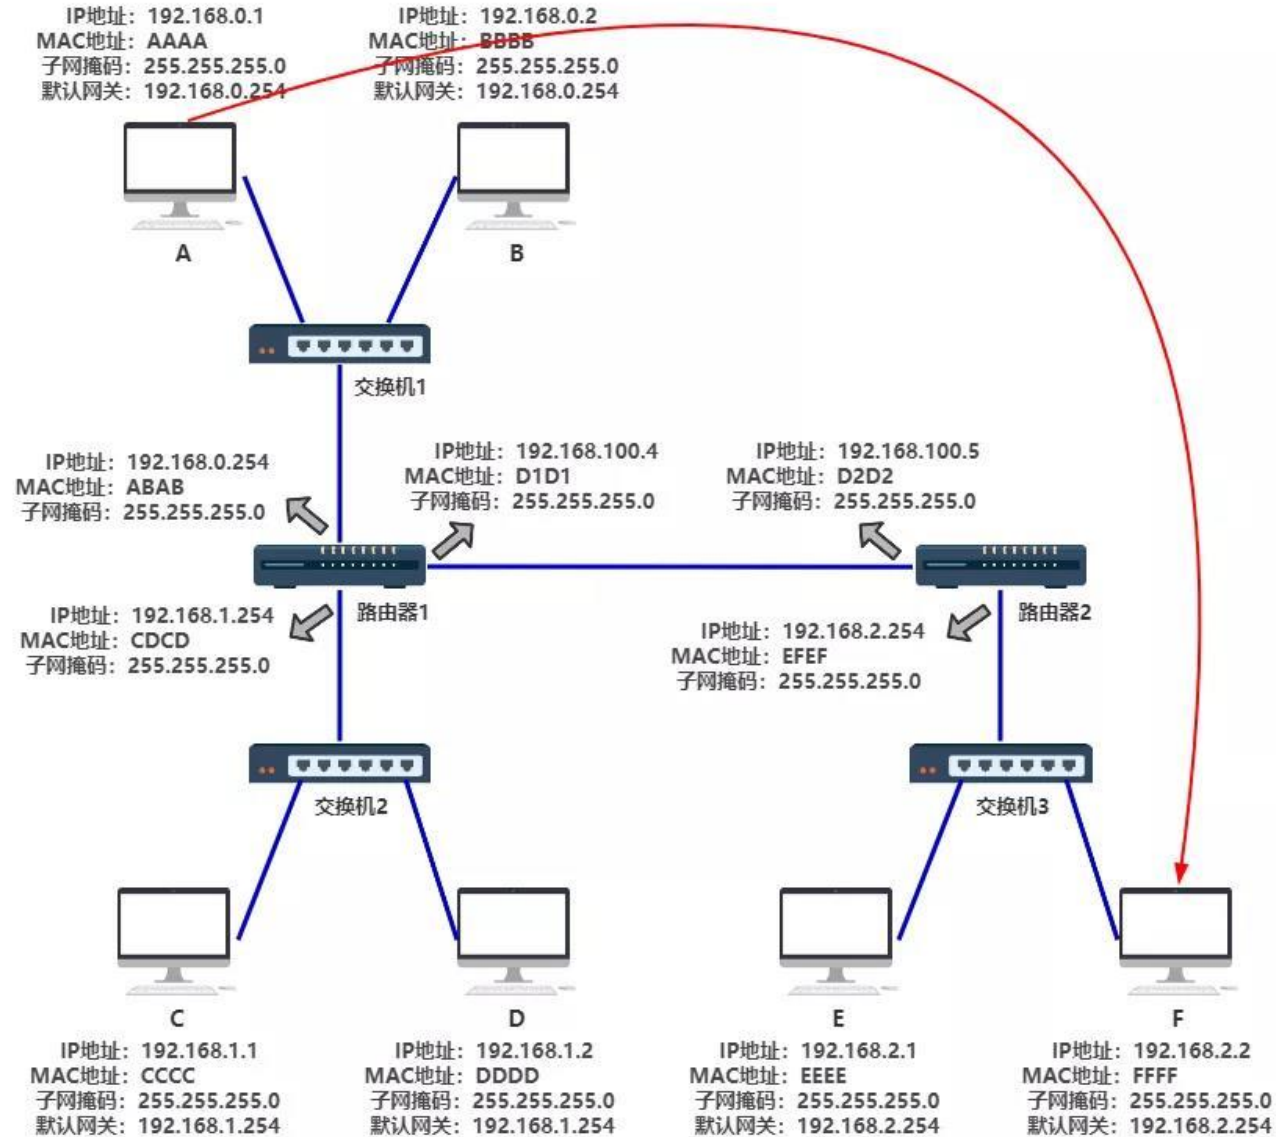 IP地址：192.168.0.1
MAC地址：AAAA
子网掩码：255.255.255.0
默认网关：192.168.0.254
IP地址：192.168.0.2
MAC地址：BBBB
子网掩码：255.255.255.0
默认网关：192.168.0.254
A
B
交换机1
IP地址：192.168.0.254
MAC地址：ABAB
子网掩码：255.255.255.0
IP地址：192.168.100.4
MAC地址：D1D1
子网掩码：255.255.255.0
IP地址：192.168.100.5
MAC地址：D2D2
子网掩码：255.255.255.0
路由器1
路由器2
IP地址：192.168.1.254
MAC地址：CDCD
子网掩码：255.255.255.0
IP地址：192.168.2.254
MAC地址：EFEF
子网掩码：255.255.255.0
交换机2
交换机3
C
D
E
F
IP地址：192.168.1.1
MAC地址：CCCC
子网掩码：255.255.255.0
默认网关：192.168.1.254
IP地址：192.168.1.2
MAC地址：DDDD
子网掩码：255.255.255.0
默认网关：192.168.1.254
IP地址：192.168.2.1
MAC地址：EEEE
子网掩码：255.255.255.0
默认网关：192.168.2.254
IP地址：192.168.2.2
MAC地址：FFFF
子网掩码：255.255.255.0
默认网关：192.168.2.254